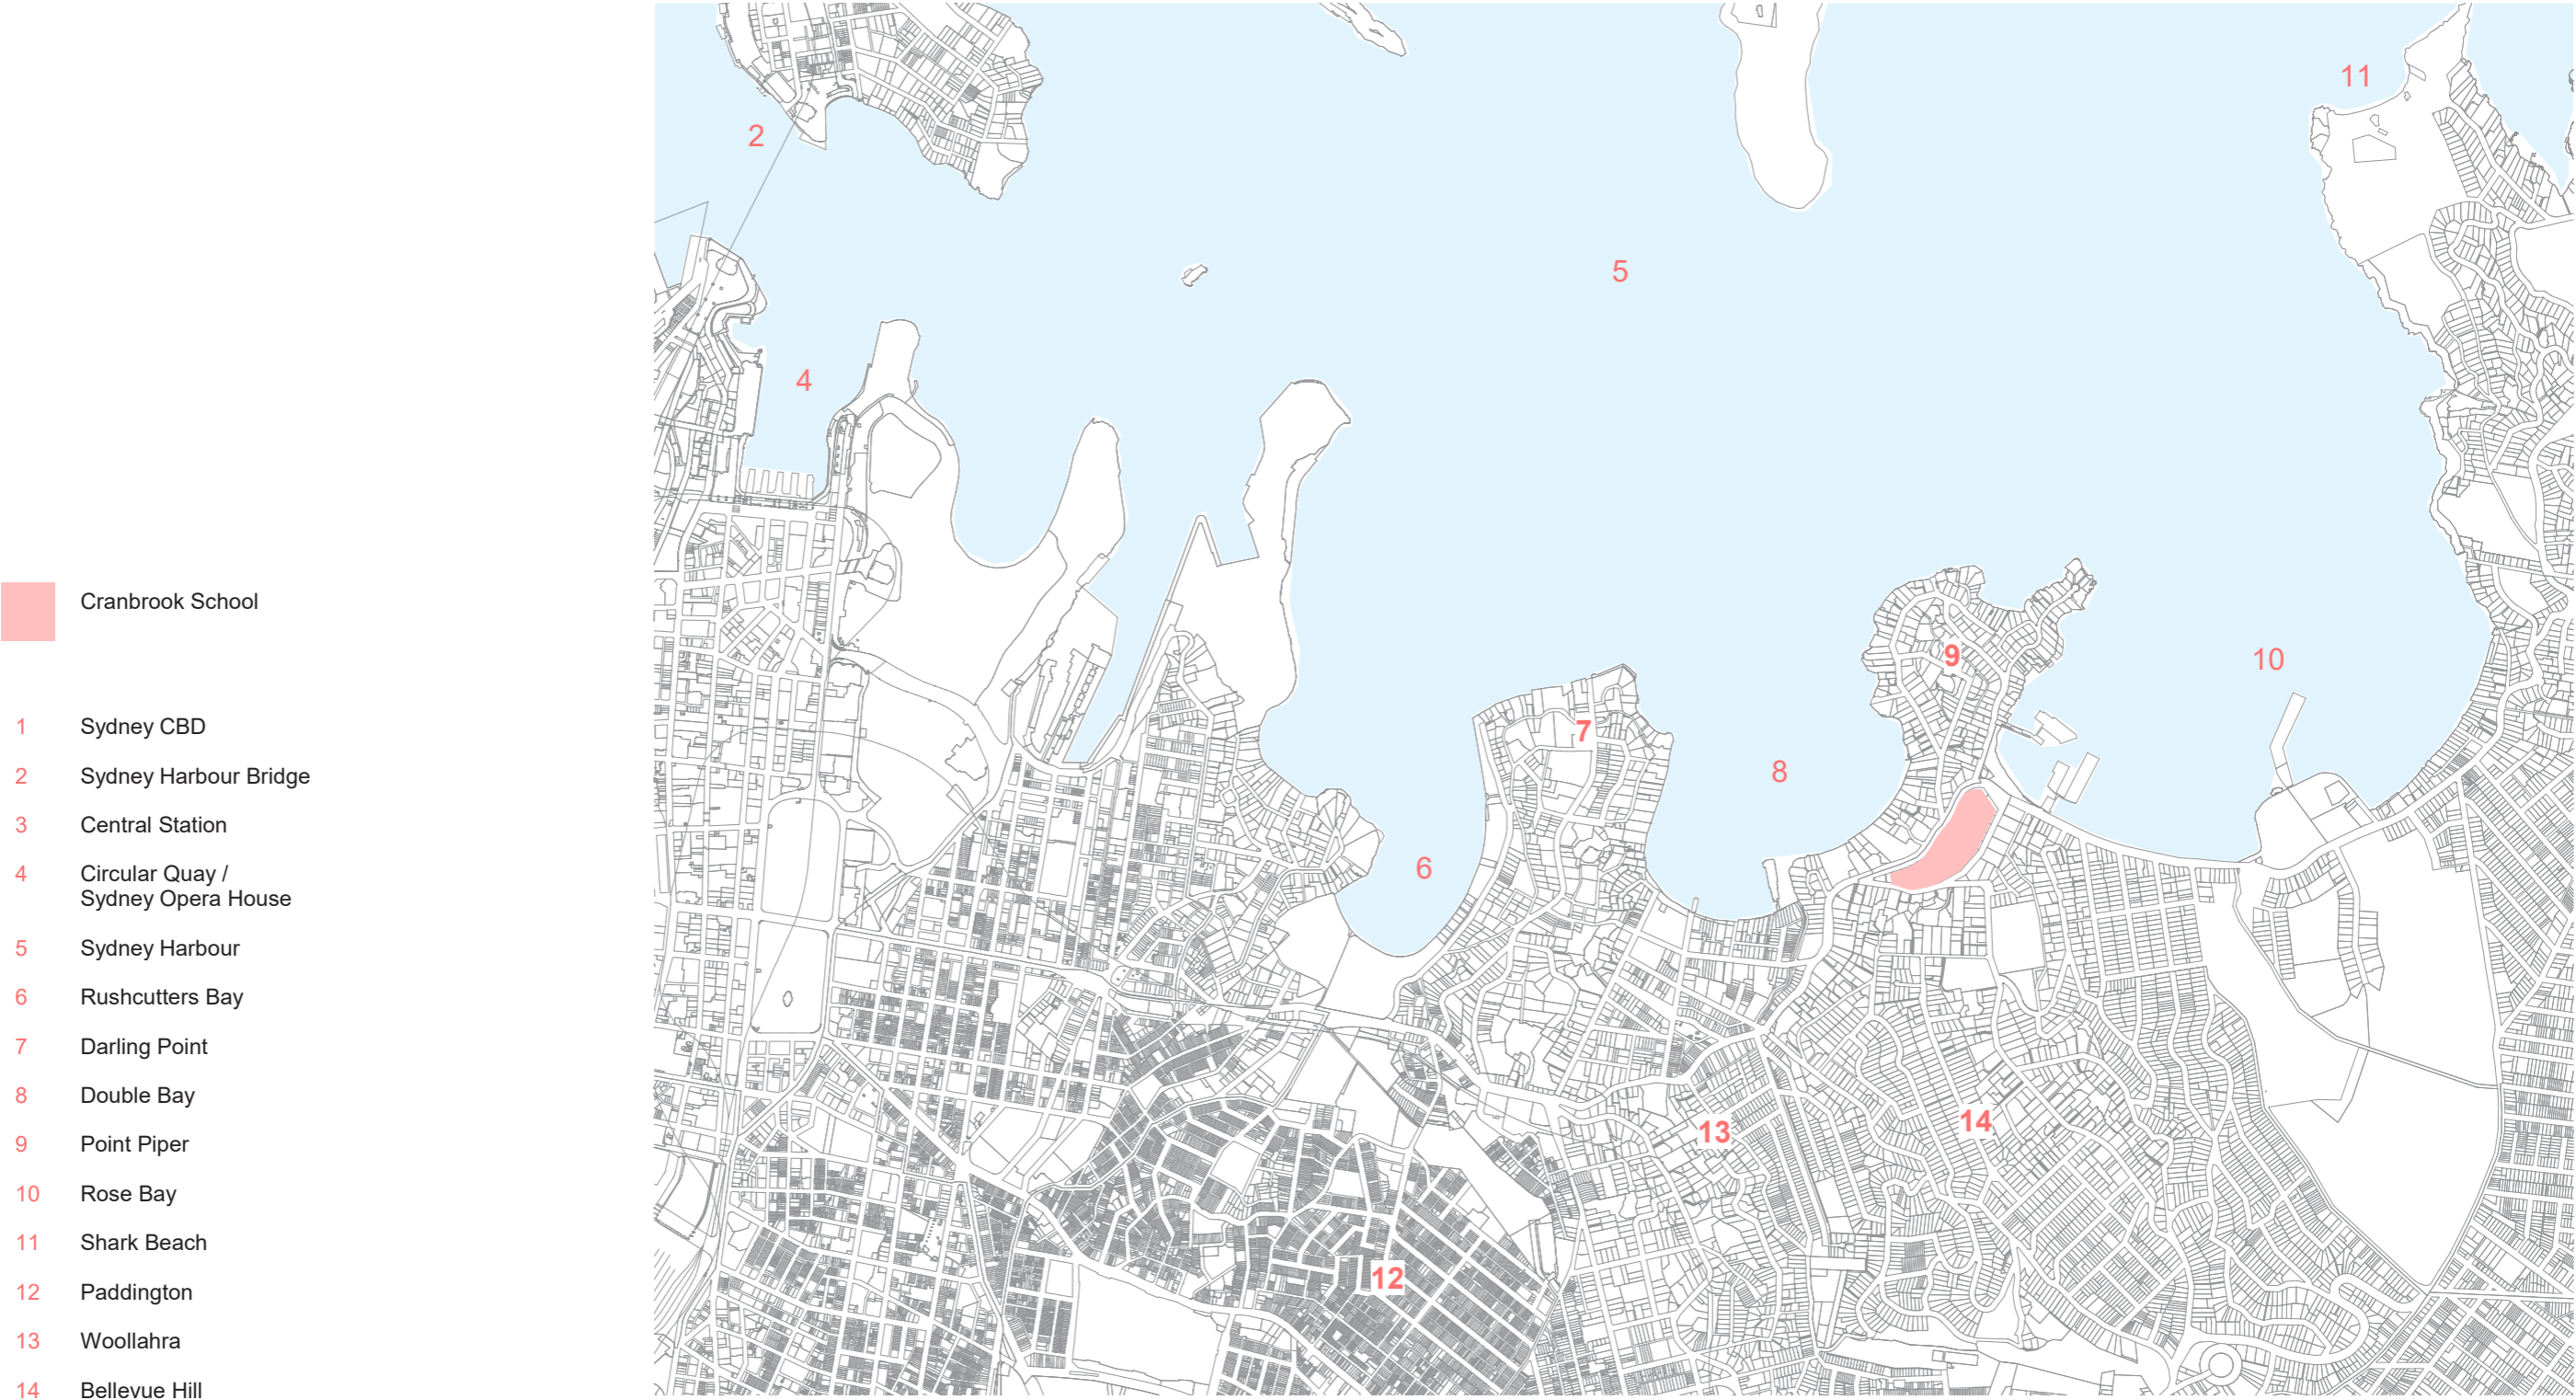 Cranbrook School
1 Sydney CBD
2 Sydney Harbour Bridge
3 Central Station
4 Circular Quay /
Sydney Opera House
5 Sydney Harbour
6 Rushcutters Bay
7 Darling Point
8 Double Bay
9 Point Piper
10 Rose Bay
11 Shark Beach
12 Paddington
13 Woollahra
14 Bellevue Hill
11
2
5
4
9
10
7
8
6
14
13
12